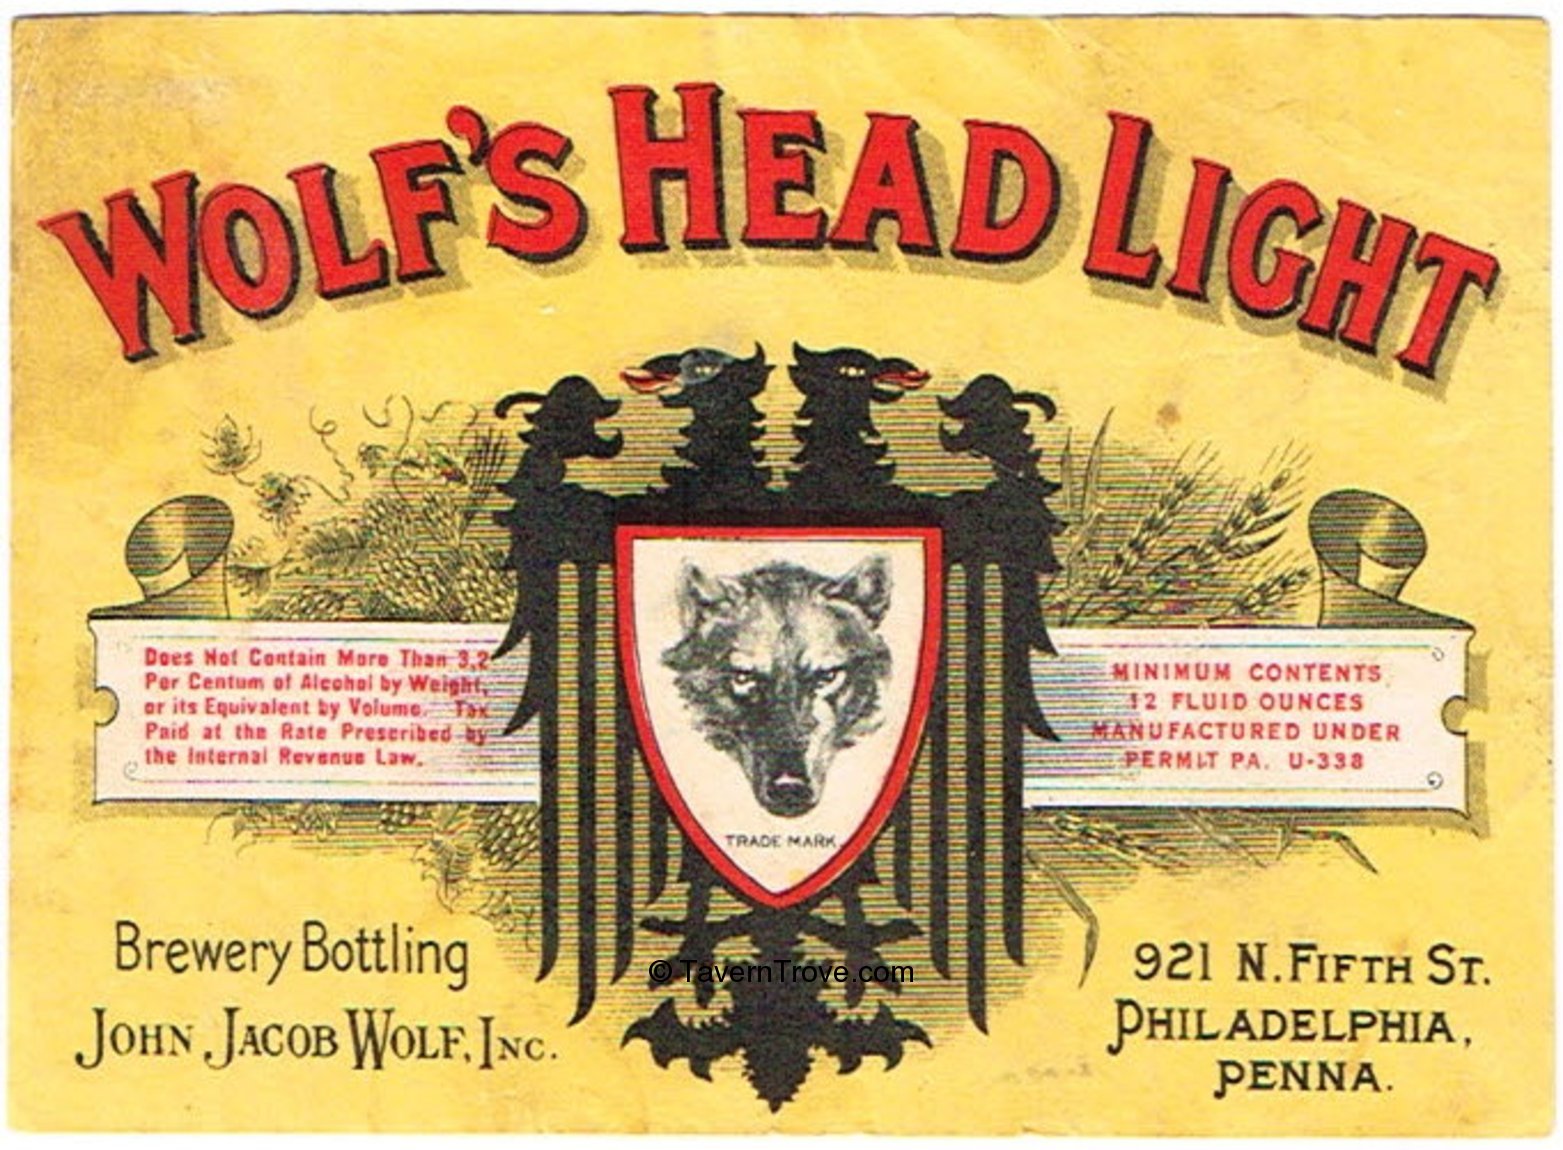 WOLF'S HEAD LIGHT
Does Not Contain More Than 3.2
Per Centum of Alcohol by Weight,
or its Equivalent by Volume. Tax
Paid at the Rate Prescribed by
the Internal Revenue Law.
MINIMUM CONTENTS
12 FLUID OUNCES
MANUFACTURED UNDER
PERMIT PA. U-338
TRADE MARK.
Brewery Bottling
JOHN JACOB WOLF, INC.
© TavernTrove.com
921 N. FIFTH ST.
PHILADELPHIA,
PENNA.